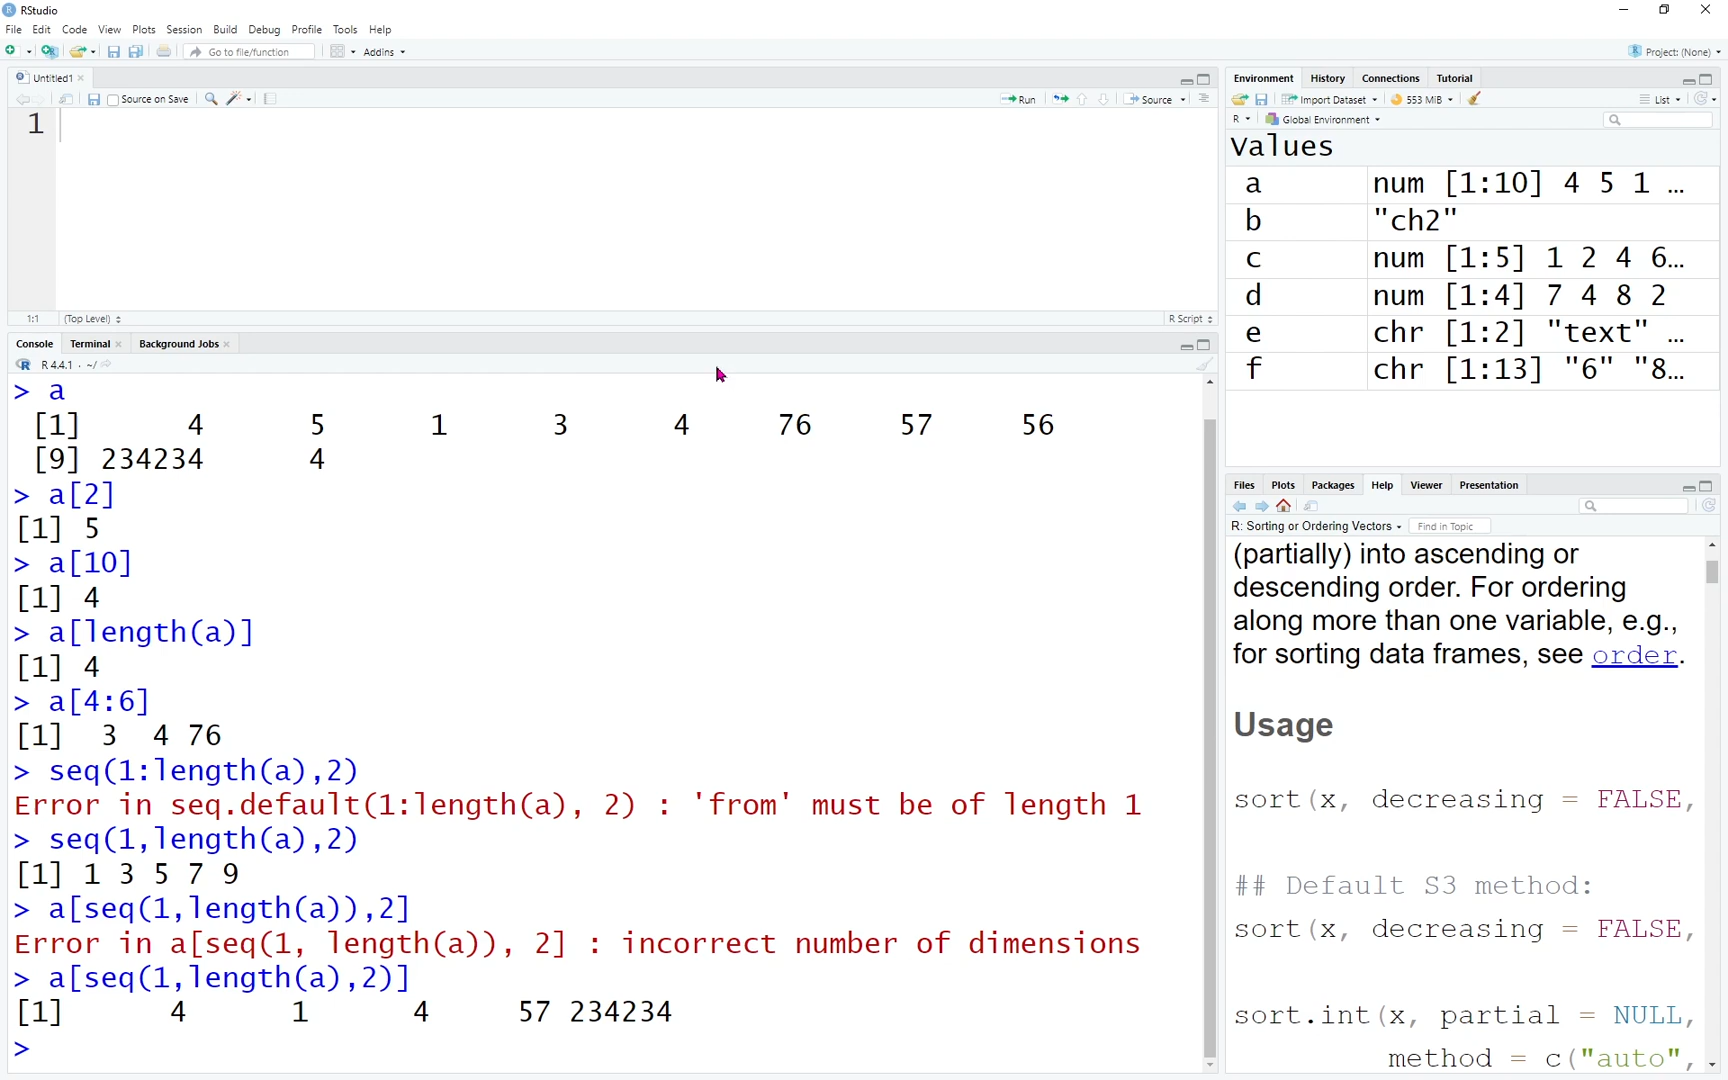 RStudio
File Edit Code View Plots Session Build Debug Profile Tools Help
Go to file/function Addins Project: (None)
Untitled1
Source on Save Run Source
1
1:1 (Top Level) R Script
Console Terminal Background Jobs
R 4.4.1 · ~/
> a
[1] 4 5 1 3 4 76 57 56
[9] 234234 4
> a[2]
[1] 5
> a[10]
[1] 4
> a[length(a)]
[1] 4
> a[4:6]
[1] 3 4 76
> seq(1:length(a),2)
Error in seq.default(1:length(a), 2) : 'from' must be of length 1
> seq(1,length(a),2)
[1] 1 3 5 7 9
> a[seq(1,length(a)),2]
Error in a[seq(1, length(a)), 2] : incorrect number of dimensions
> a[seq(1,length(a),2)]
[1] 4 1 4 57 234234
>
Environment History Connections Tutorial
Import Dataset 553 MiB List
R Global Environment
Values
a num [1:10] 4 5 1 ...
b "ch2"
c num [1:5] 1 2 4 6...
d num [1:4] 7 4 8 2
e chr [1:2] "text" ...
f chr [1:13] "6" "8...
Files Plots Packages Help Viewer Presentation
R: Sorting or Ordering Vectors Find in Topic
(partially) into ascending or
descending order. For ordering
along more than one variable, e.g.,
for sorting data frames, see order.
Usage
sort(x, decreasing = FALSE,
## Default S3 method:
sort(x, decreasing = FALSE,
sort.int(x, partial = NULL,
method = c("auto",